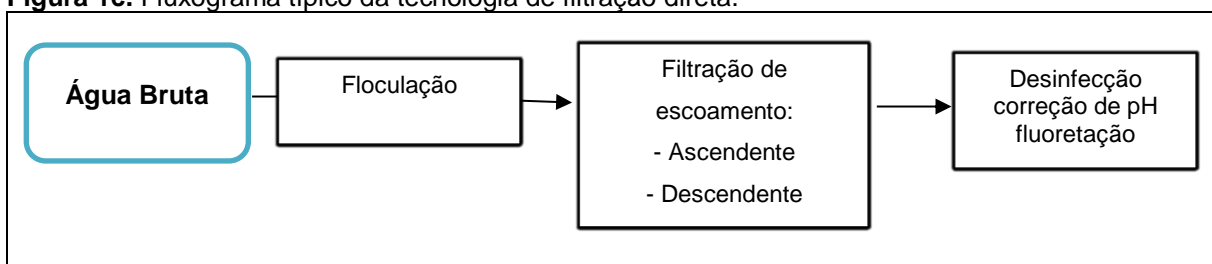 Figura 1c. Fluxograma típico da tecnologia de filtração direta.
Água Bruta
Floculação
Filtração de
escoamento:
- Ascendente
- Descendente
Desinfecção
correção de pH
fluoretação